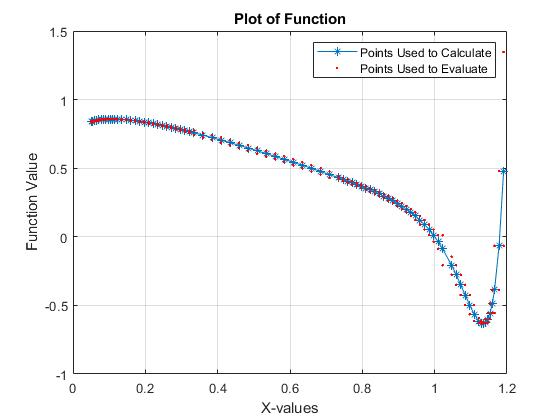 Plot of Function
1.5
Points Used to Calculate
Points Used to Evaluate
1
0.5
0
-0.5
-1
Function Value
0
0.2
0.4
0.6
0.8
1
1.2
X-values